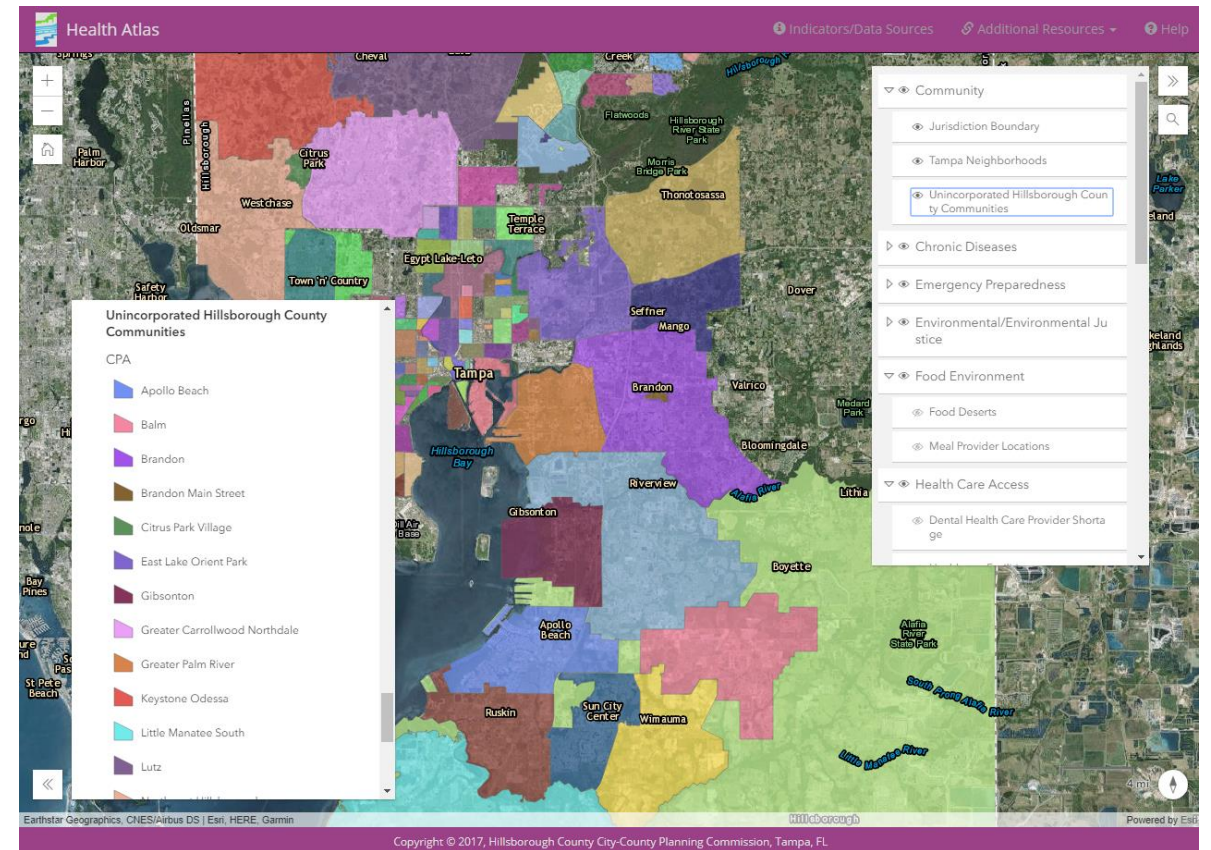 Health Atlas
Indicators/Data Sources
Additional Resources
Help
Springs
Cheval
Creek
Hillsborough
Pinellas
Hillsborough
Palm
Harbor
Citrus
Park
Flatwoods
Hillsborough
River State
Park
Morris
Bridge Park
Thonotosassa
Westchase
Oldsmar
Temple
Terrace
Egypt Lake-Leto
Town 'n' Country
Safety
Harbor
Dover
Seffner
Mango
Tampa
Brandon
Valrico
Medard
Park
Hillsborough
Bay
Bloomingdale
Riverview
Alafia River
Lithia
Gibsonton
Boyette
Apollo
Beach
Alafia
River
State Park
South Prong Alafia River
Ruskin
Sun City
Center
Wimauma
Little Manatee River
Hillsborough
Lake
Parker
Bay
Pines
St Pete
Beach
Community
Jurisdiction Boundary
Tampa Neighborhoods
Unincorporated Hillsborough Coun
ty Communities
Chronic Diseases
Emergency Preparedness
Environmental/Environmental Ju
stice
Food Environment
Food Deserts
Meal Provider Locations
Health Care Access
Dental Health Care Provider Shorta
ge
Unincorporated Hillsborough County
Communities
CPA
Apollo Beach
Balm
Brandon
Brandon Main Street
Citrus Park Village
East Lake Orient Park
Gibsonton
Greater Carrollwood Northdale
Greater Palm River
Keystone Odessa
Little Manatee South
Lutz
4 mi
Earthstar Geographics, CNES/Airbus DS | Esri, HERE, Garmin
Powered by Esri
Copyright © 2017, Hillsborough County City-County Planning Commission, Tampa, FL